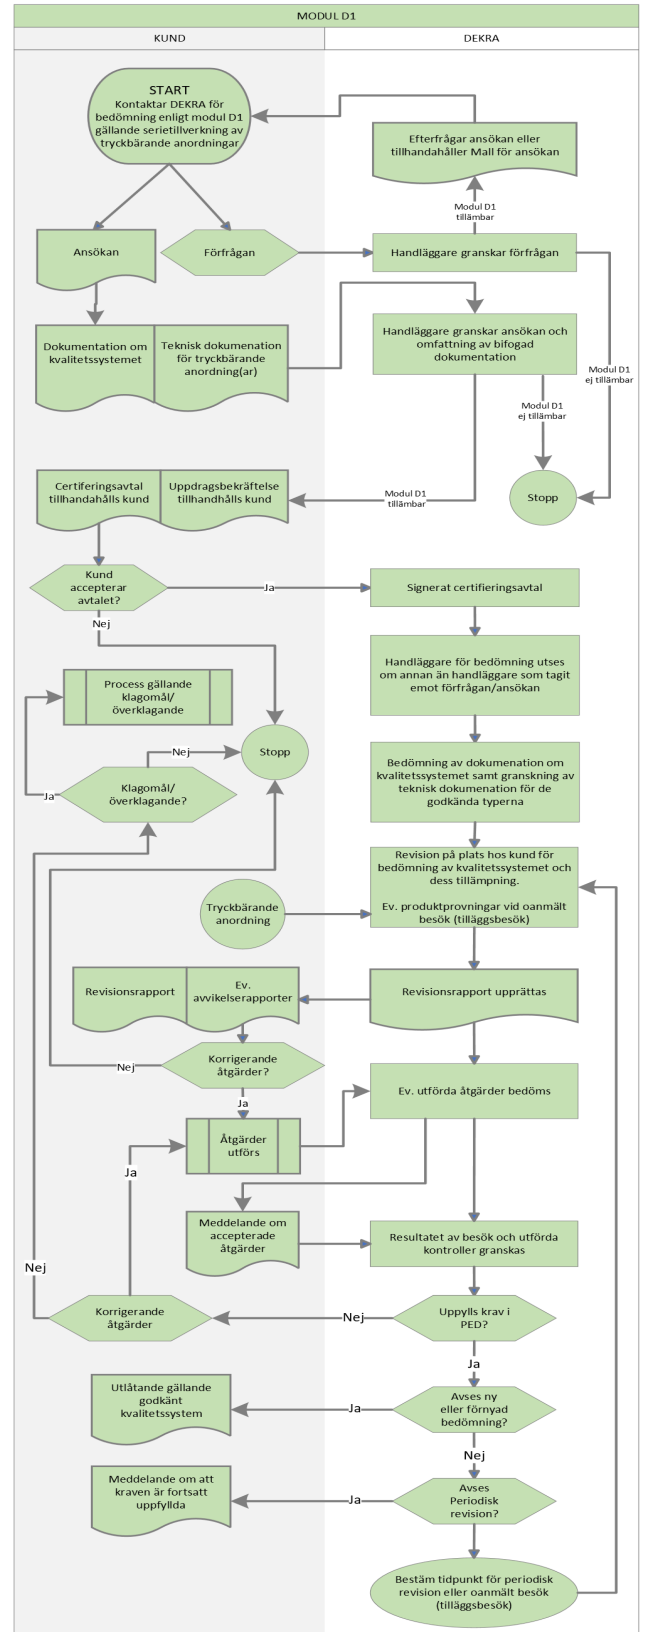 MODUL D1
KUND
DEKRA
START
Kontaktar DEKRA för
bedömning enligt modul D1
gällande serietillverkning av
tryckbärande anordningar
Efterfrågar ansökan eller
tillhandahåller Mall för ansökan
Modul D1
tillämbar
Ansökan
Förfrågan
Handläggare granskar förfrågan
Dokumentation om
kvalitetssystemet
Teknisk dokumenation
för tryckbärande
anordning(ar)
Handläggare granskar ansökan och
omfattning av bifogad
dokumentation
Modul D1
ej tillämbar
Modul D1
ej tillämbar
Certiferingsavtal
tillhandahålls kund
Uppdragsbekräftelse
tillhandhålls kund
Modul D1
tillämbar
Stopp
Kund
accepterar
avtalet?
Ja
Signerat certifieringsavtal
Nej
Handläggare för bedömning utses
om annan än handläggare som tagit
emot förfrågan/ansökan
Process gällande
klagomål/
överklagande
Nej
Stopp
Ja
Klagomål/
överklagande?
Bedömning av dokumenation om
kvalitetssystemet samt granskning av
teknisk dokumenation för de
godkända typerna
Revision på plats hos kund för
bedömning av kvalitetssystemet och
dess tillämpning.
Ev. produktprovningar vid oanmält
besök (tilläggsbesök)
Tryckbärande
anordning
Revisionsrapport
Ev.
avvikelserapporter
Revisionsrapport upprättas
Nej
Korrigerande
åtgärder?
Ja
Ev. utförda åtgärder bedöms
Åtgärder
utförs
Ja
Meddelande om
accepterade
åtgärder
Resultatet av besök och utförda
kontroller granskas
Nej
Korrigerande
åtgärder
Nej
Uppylls krav i
PED?
Ja
Utlåtande gällande
godkänt
kvalitetssystem
Ja
Avses ny
eller förnyad
bedömning?
Nej
Meddelande om att
kraven är fortsatt
uppfyllda
Ja
Avses
Periodisk
revision?
Bestäm tidpunkt för periodisk
revision eller oanmält besök
(tilläggsbesök)